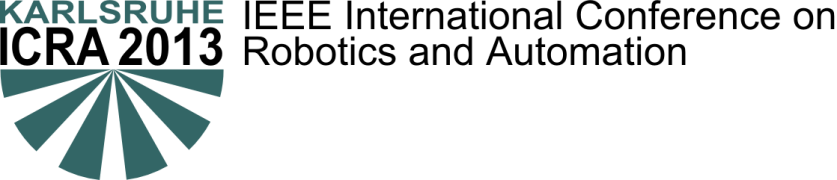 KARLSRUHE
ICRA 2013
IEEE International Conference on
Robotics and Automation